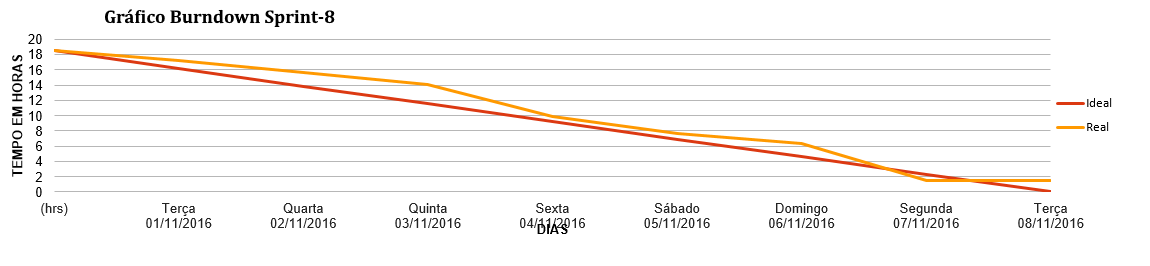 Gráfico Burndown Sprint-8
TEMPO EM HORAS
20
18
16
14
12
10
8
6
4
2
0
Ideal
Real
(hrs) Terça Quarta Quinta Sexta Sábado Domingo Segunda Terça
01/11/2016 02/11/2016 03/11/2016 04/11/2016 05/11/2016 06/11/2016 07/11/2016 08/11/2016
DIAS